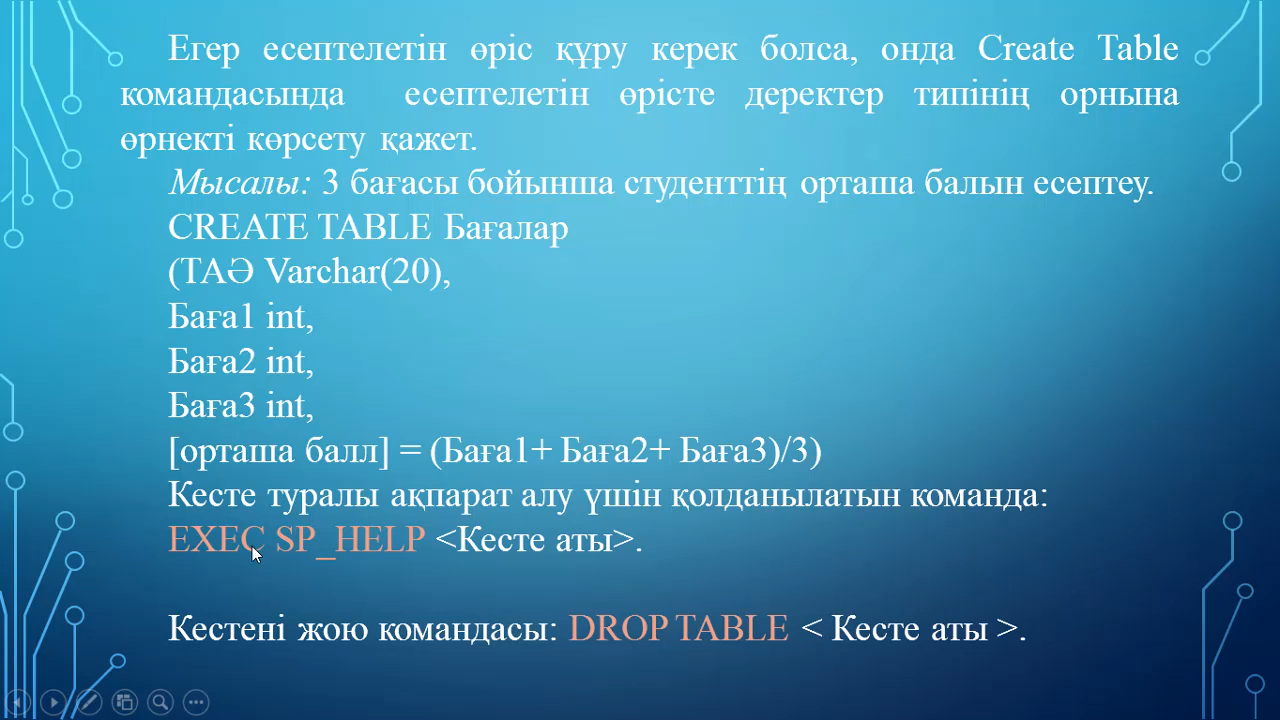 Егер есептелетін өріс құру керек болса, онда Create Table
командасында есептелетін өрісте деректер типінің орнына
өрнекті көрсету қажет.
Мысалы: 3 бағасы бойынша студенттің орташа балын есептеу.
CREATE TABLE Бағалар
(ТАӘ Varchar(20),
Баға1 int,
Баға2 int,
Баға3 int,
[орташа балл] = (Баға1+ Баға2+ Баға3)/3)
Кесте туралы ақпарат алу үшін қолданылатын команда:
EXEC SP_HELP <Кесте аты>.
Кестені жою командасы: DROP TABLE < Кесте аты >.